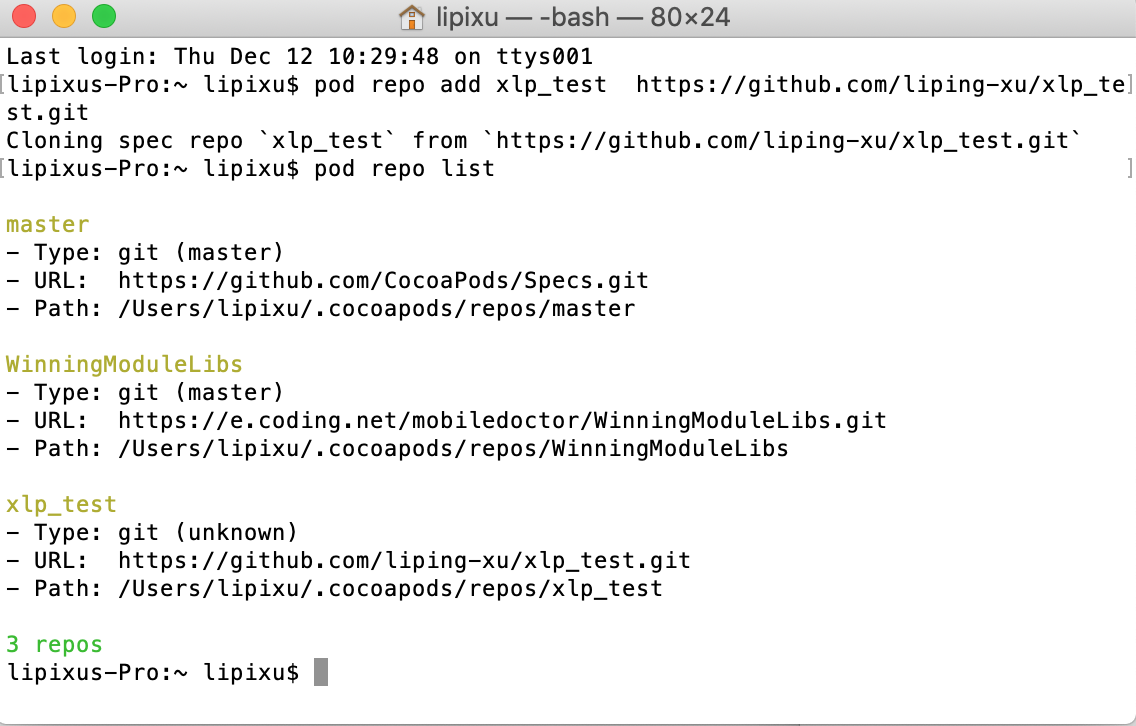 lipixu — -bash — 80×24
Last login: Thu Dec 12 10:29:48 on ttys001
[lipixus-Pro:~ lipixu$ pod repo add xlp_test  https://github.com/liping-xu/xlp_te]
st.git
Cloning spec repo `xlp_test` from `https://github.com/liping-xu/xlp_test.git`
[lipixus-Pro:~ lipixu$ pod repo list ]
master
- Type: git (master)
- URL:  https://github.com/CocoaPods/Specs.git
- Path: /Users/lipixu/.cocoapods/repos/master
WinningModuleLibs
- Type: git (master)
- URL:  https://e.coding.net/mobiledoctor/WinningModuleLibs.git
- Path: /Users/lipixu/.cocoapods/repos/WinningModuleLibs
xlp_test
- Type: git (unknown)
- URL:  https://github.com/liping-xu/xlp_test.git
- Path: /Users/lipixu/.cocoapods/repos/xlp_test
3 repos
lipixus-Pro:~ lipixu$